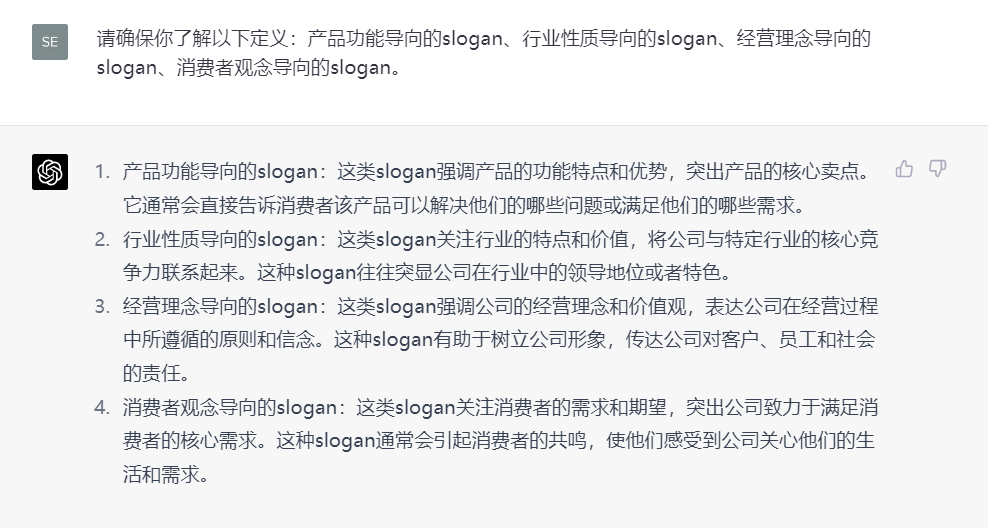 SE
请确保你了解以下定义：产品功能导向的slogan、行业性质导向的slogan、经营理念导向的
slogan、消费者观念导向的slogan。
1. 产品功能导向的slogan：这类slogan强调产品的功能特点和优势，突出产品的核心卖点。
它通常会直接告诉消费者该产品可以解决他们的哪些问题或满足他们的哪些需求。
2. 行业性质导向的slogan：这类slogan关注行业的特点和价值，将公司与特定行业的核心竞
争力联系起来。这种slogan往往突显公司在行业中的领导地位或者特色。
3. 经营理念导向的slogan：这类slogan强调公司的经营理念和价值观，表达公司在经营过程
中所遵循的原则和信念。这种slogan有助于树立公司形象，传达公司对客户、员工和社会
的责任。
4. 消费者观念导向的slogan：这类slogan关注消费者的需求和期望，突出公司致力于满足消
费者的核心需求。这种slogan通常会引起消费者的共鸣，使他们感受到公司关心他们的生
活和需求。